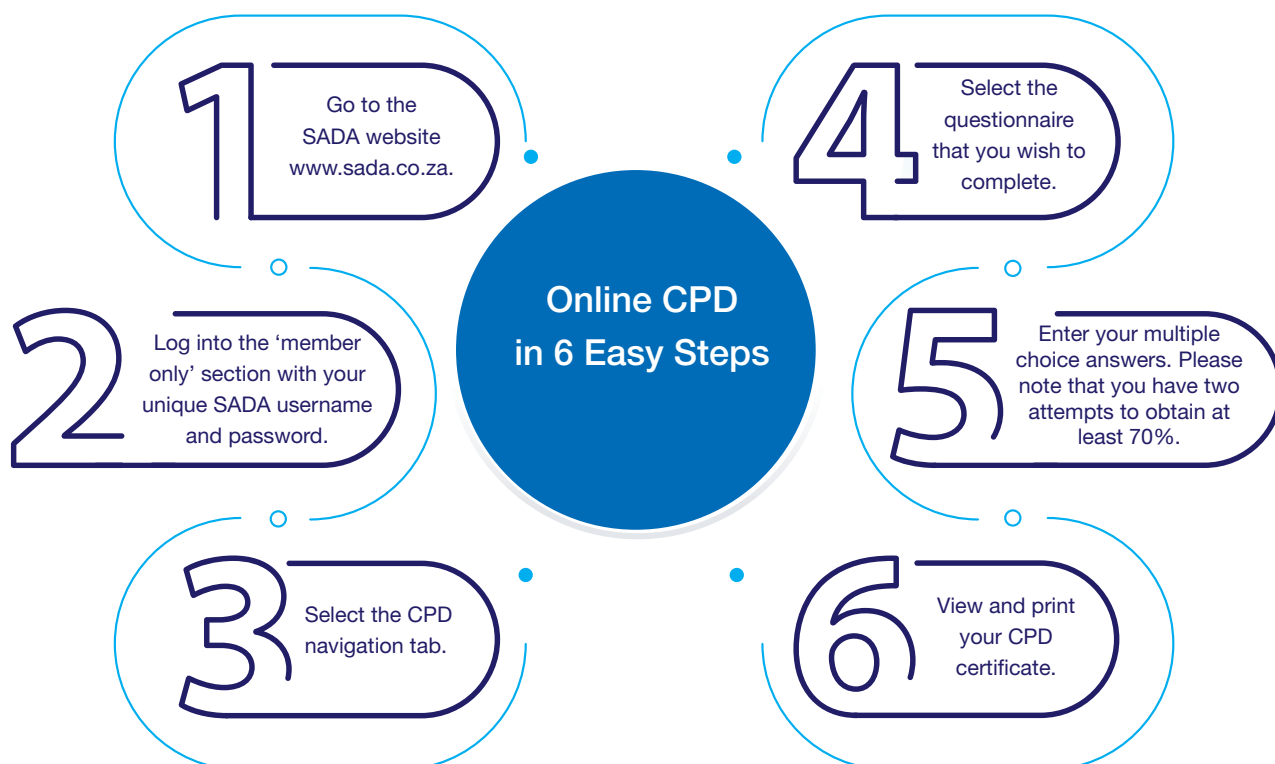 Online CPD
in 6 Easy Steps
1
Go to the
SADA website
www.sada.co.za.
2
Log into the ‘member
only’ section with your
unique SADA username
and password.
3
Select the CPD
navigation tab.
4
Select the
questionnaire
that you wish to
complete.
5
Enter your multiple
choice answers. Please
note that you have two
attempts to obtain at
least 70%.
6
View and print
your CPD
certificate.